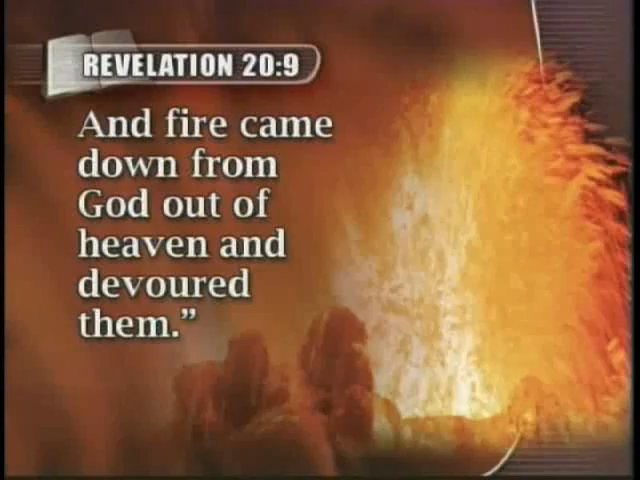 REVELATION 20:9
And fire came
down from
God out of
heaven and
devoured
them.”